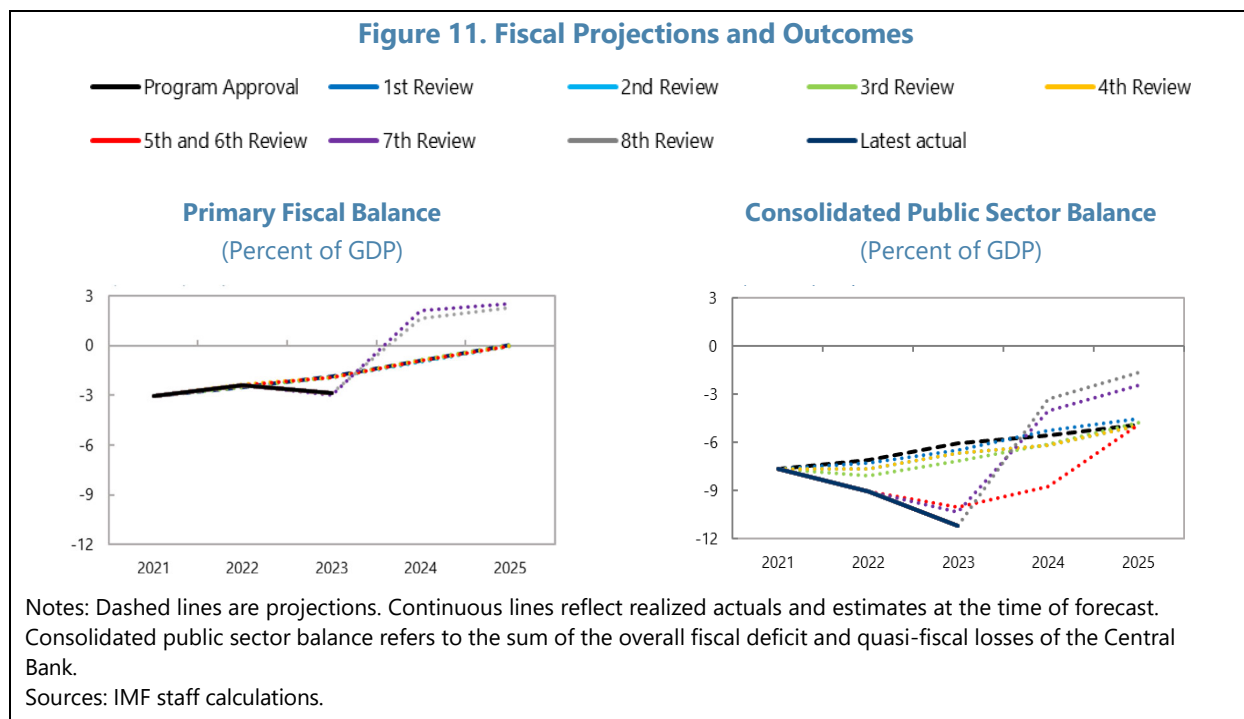 Figure 11. Fiscal Projections and Outcomes
Program Approval 1st Review 2nd Review 3rd Review 4th Review
5th and 6th Review 7th Review 8th Review Latest actual
Primary Fiscal Balance
(Percent of GDP)
3
0
-3
-6
-9
-12
2021 2022 2023 2024 2025
Consolidated Public Sector Balance
(Percent of GDP)
3
0
-3
-6
-9
-12
2021 2022 2023 2024 2025
Notes: Dashed lines are projections. Continuous lines reflect realized actuals and estimates at the time of forecast.
Consolidated public sector balance refers to the sum of the overall fiscal deficit and quasi-fiscal losses of the Central
Bank.
Sources: IMF staff calculations.